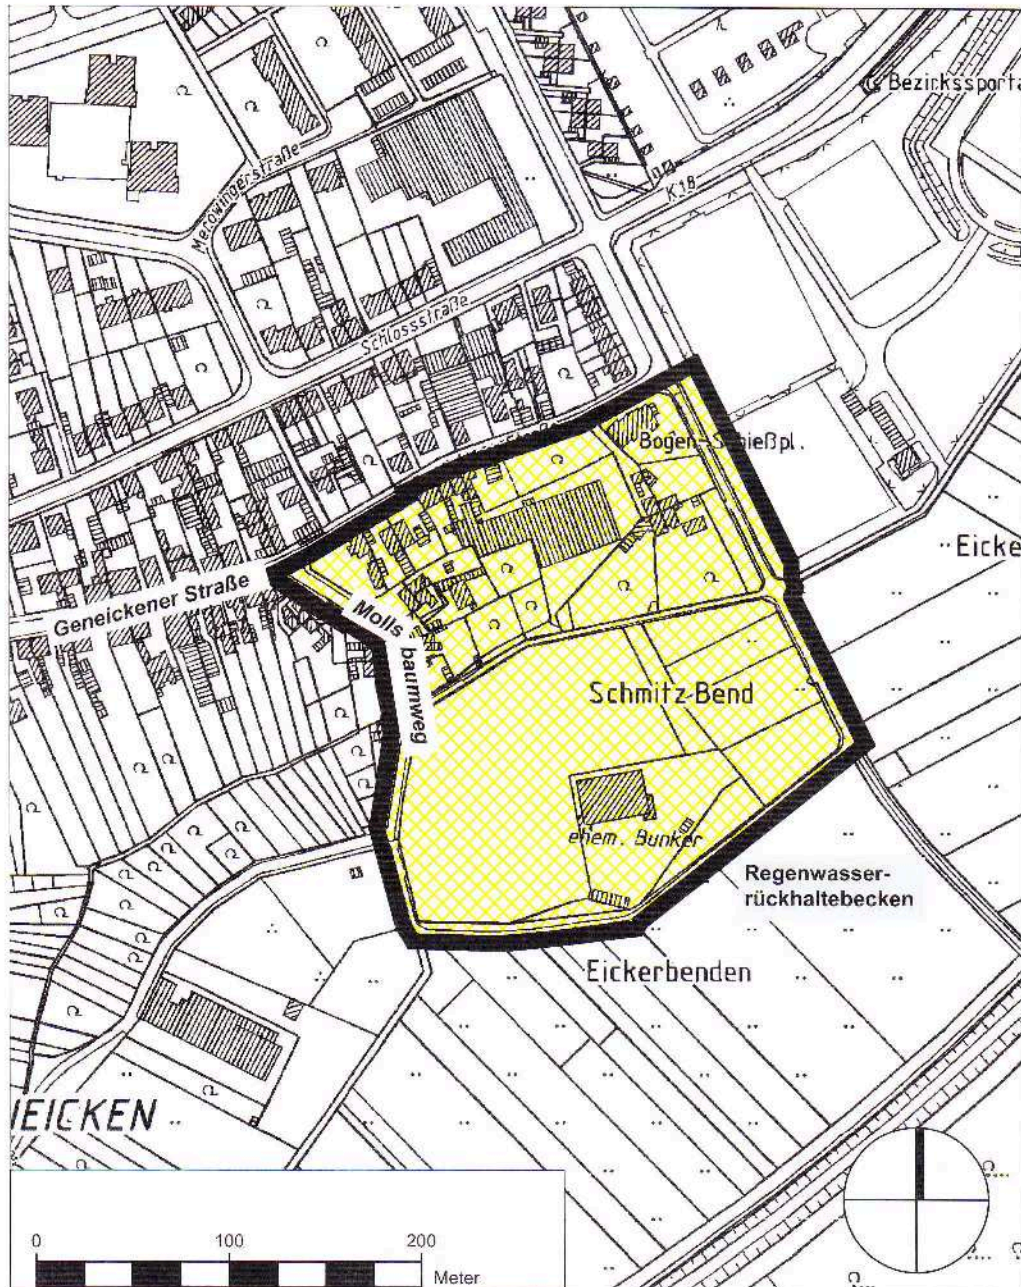 Bezirkssporta
Merowingerstraße
K18
Schlossstraße
Bogen-Schießpl.
Eicke
Geneickener Straße
Molls
baumweg
Schmitz-Bend
ehem. Bunker
Regenwasser-
rückhaltebecken
Eickerbenden
EICKEN
0 100 200
Meter